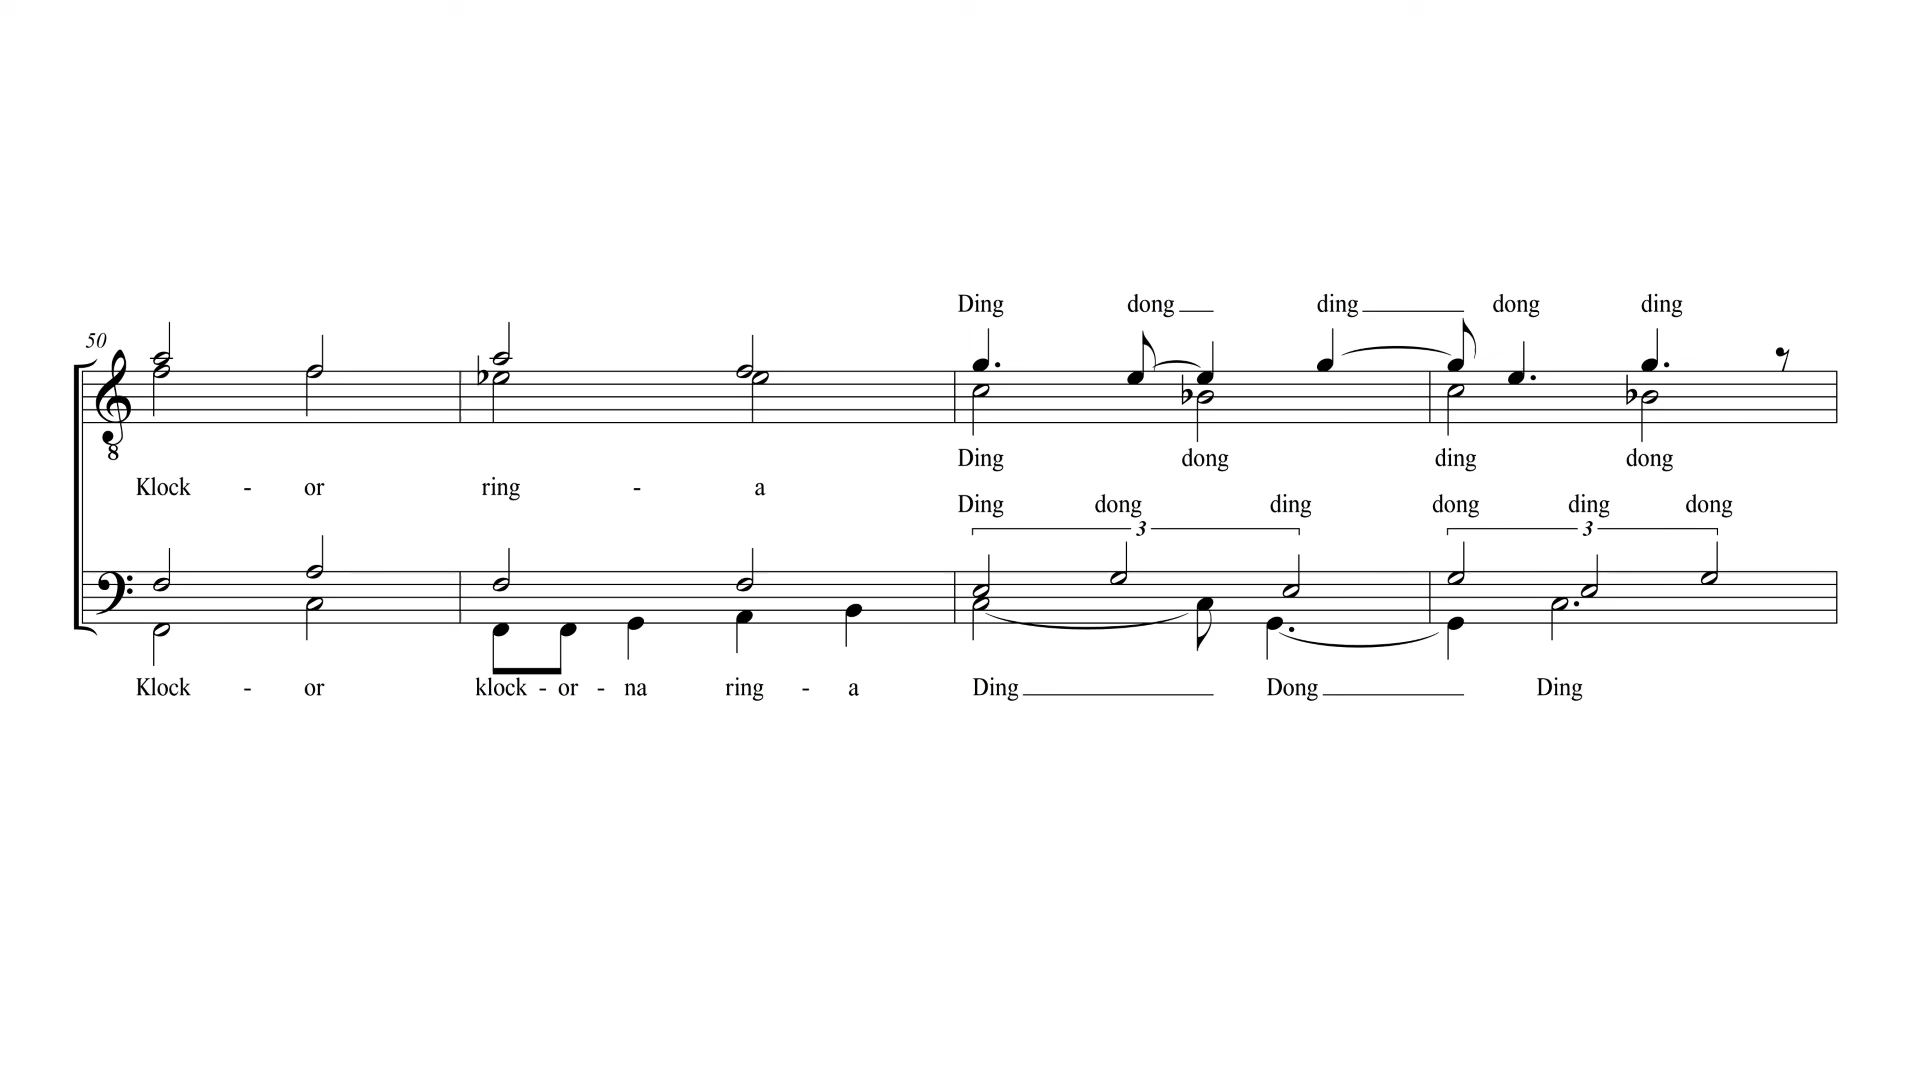 Ding dong ding dong ding
50
8
Ding dong ding dong
Klock - or ring - a
Ding dong ding dong ding dong
3 3
Klock - or klock - or - na ring - a Ding Dong Ding